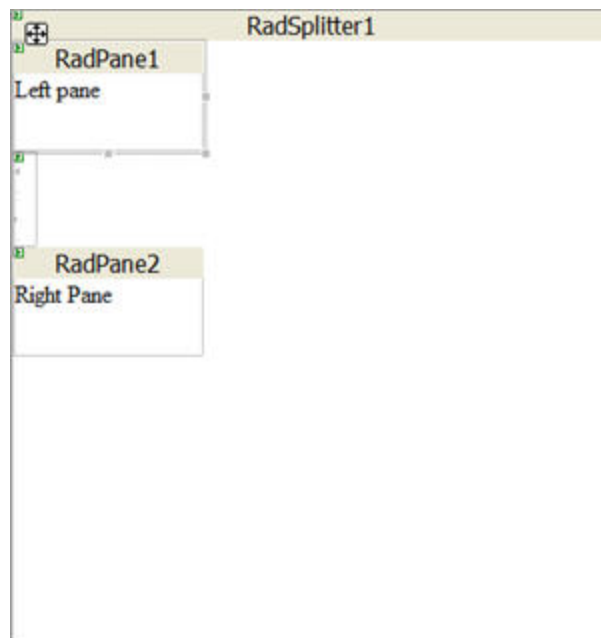 RadSplitter1
RadPane1
Left pane
RadPane2
Right Pane